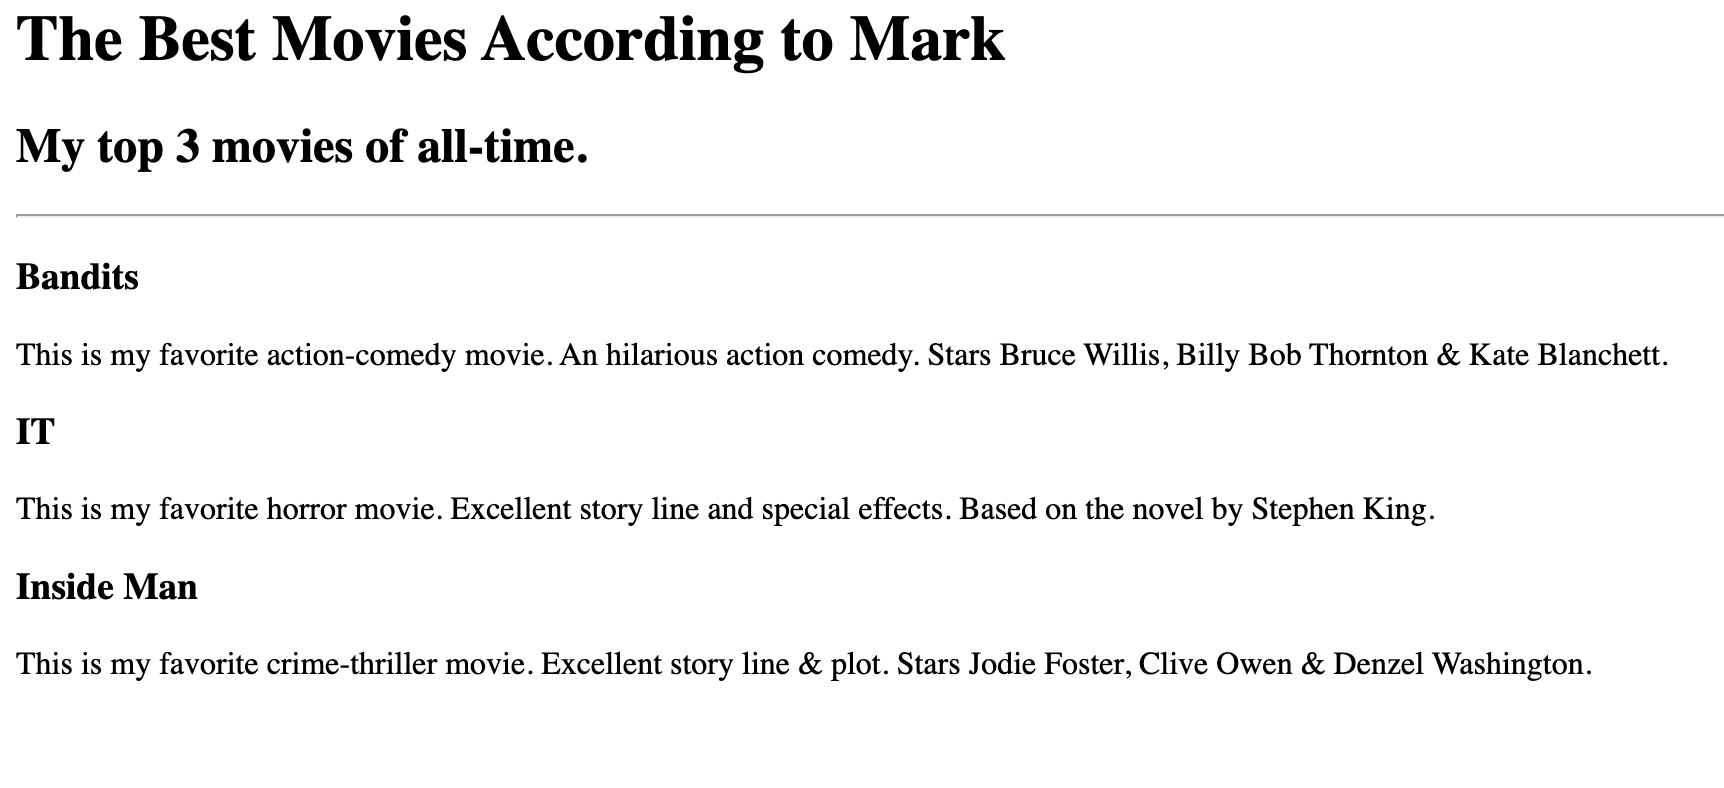 The Best Movies According to Mark
My top 3 movies of all-time.
Bandits
This is my favorite action-comedy movie. An hilarious action comedy. Stars Bruce Willis, Billy Bob Thornton & Kate Blanchett.
IT
This is my favorite horror movie. Excellent story line and special effects. Based on the novel by Stephen King.
Inside Man
This is my favorite crime-thriller movie. Excellent story line & plot. Stars Jodie Foster, Clive Owen & Denzel Washington.